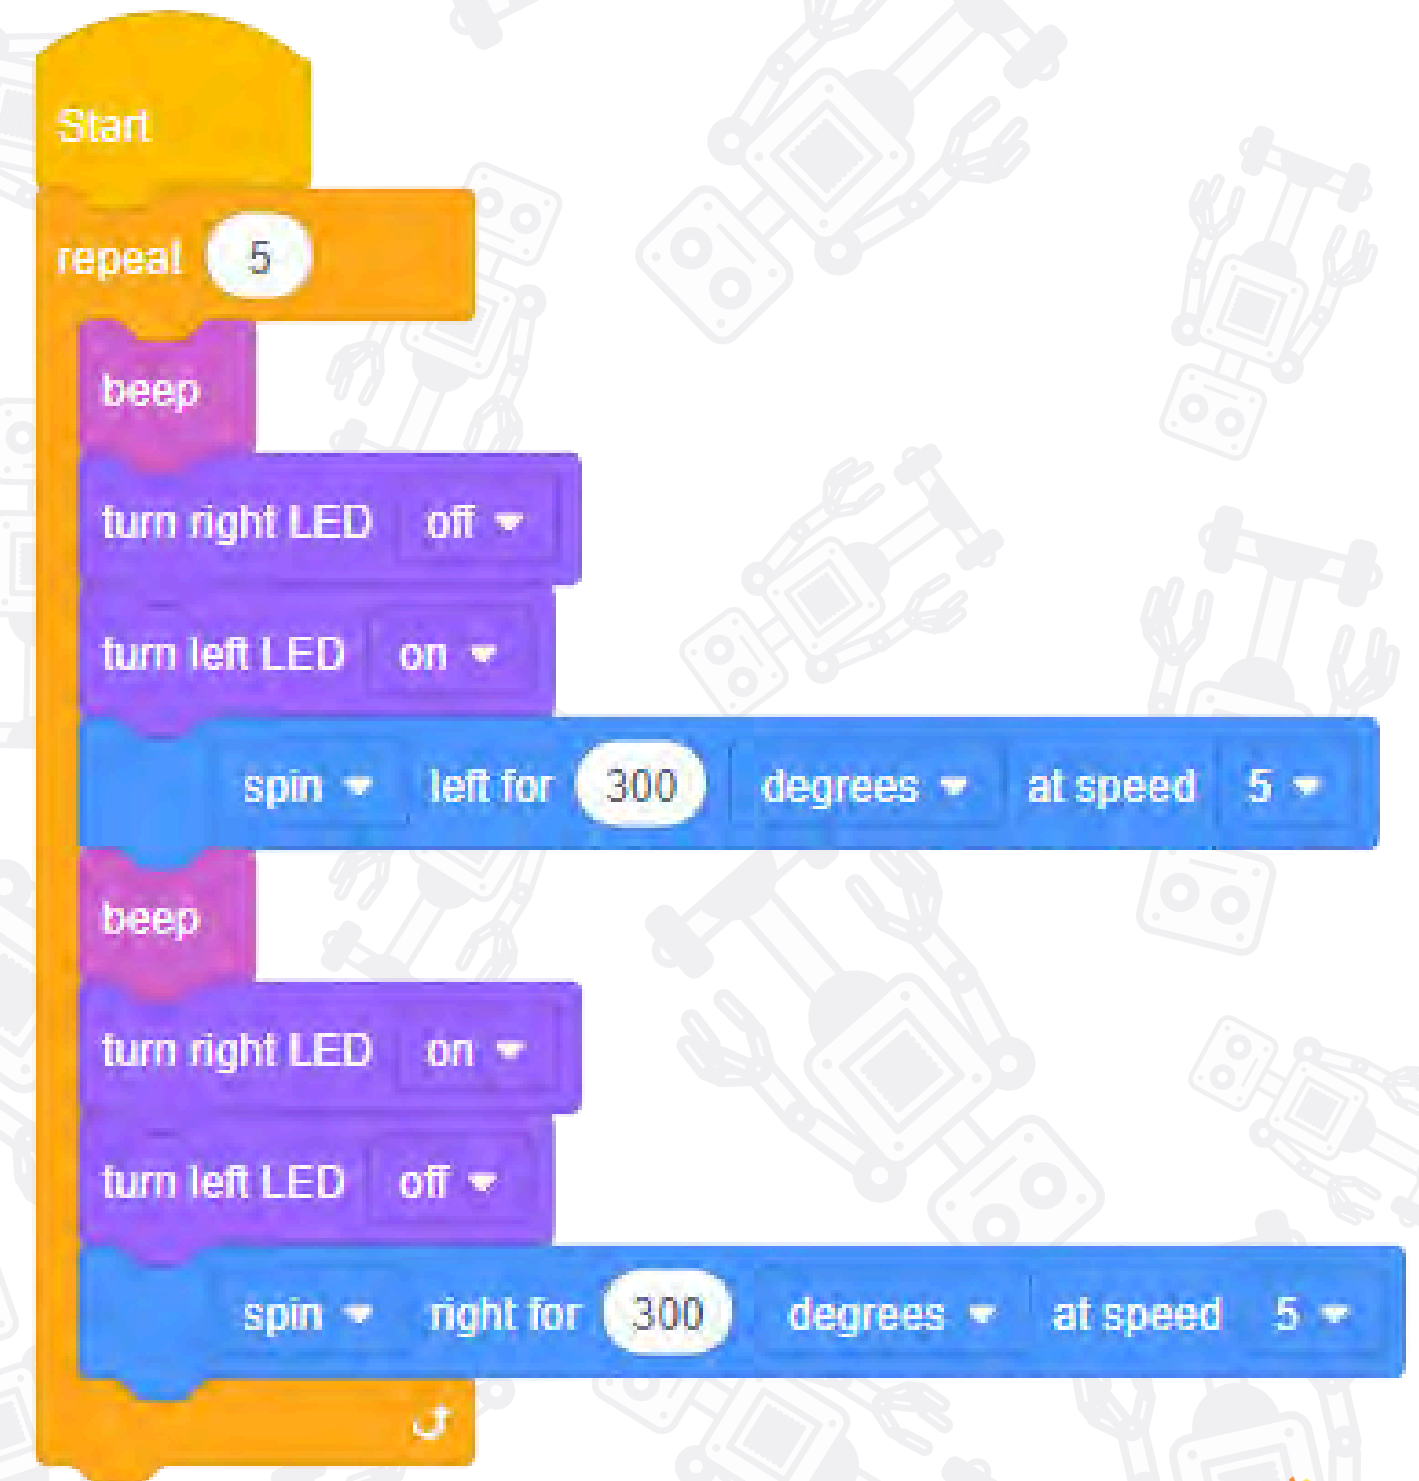 Start
repeat 5
beep
turn right LED off
turn left LED on
spin left for 300 degrees at speed 5
beep
turn right LED on
turn left LED off
spin right for 300 degrees at speed 5